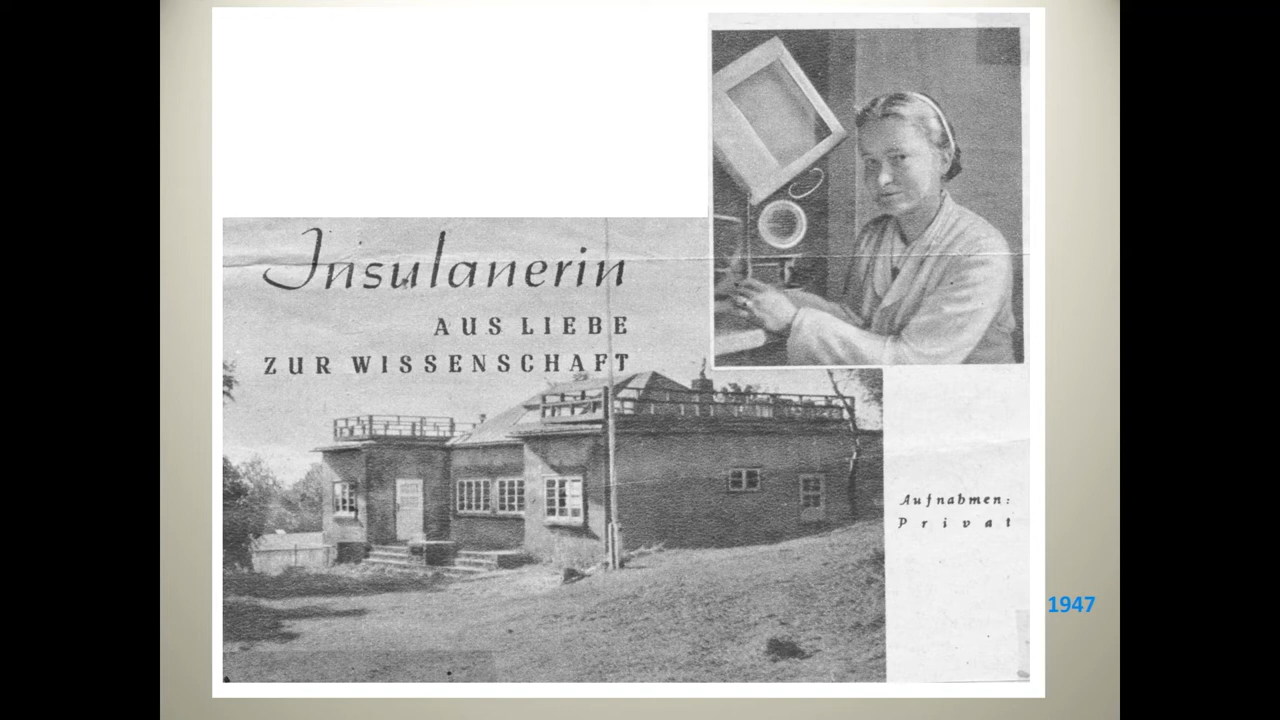 Insulanerin
AUS LIEBE
ZUR WISSENSCHAFT
Aufnahmen:
Privat
1947